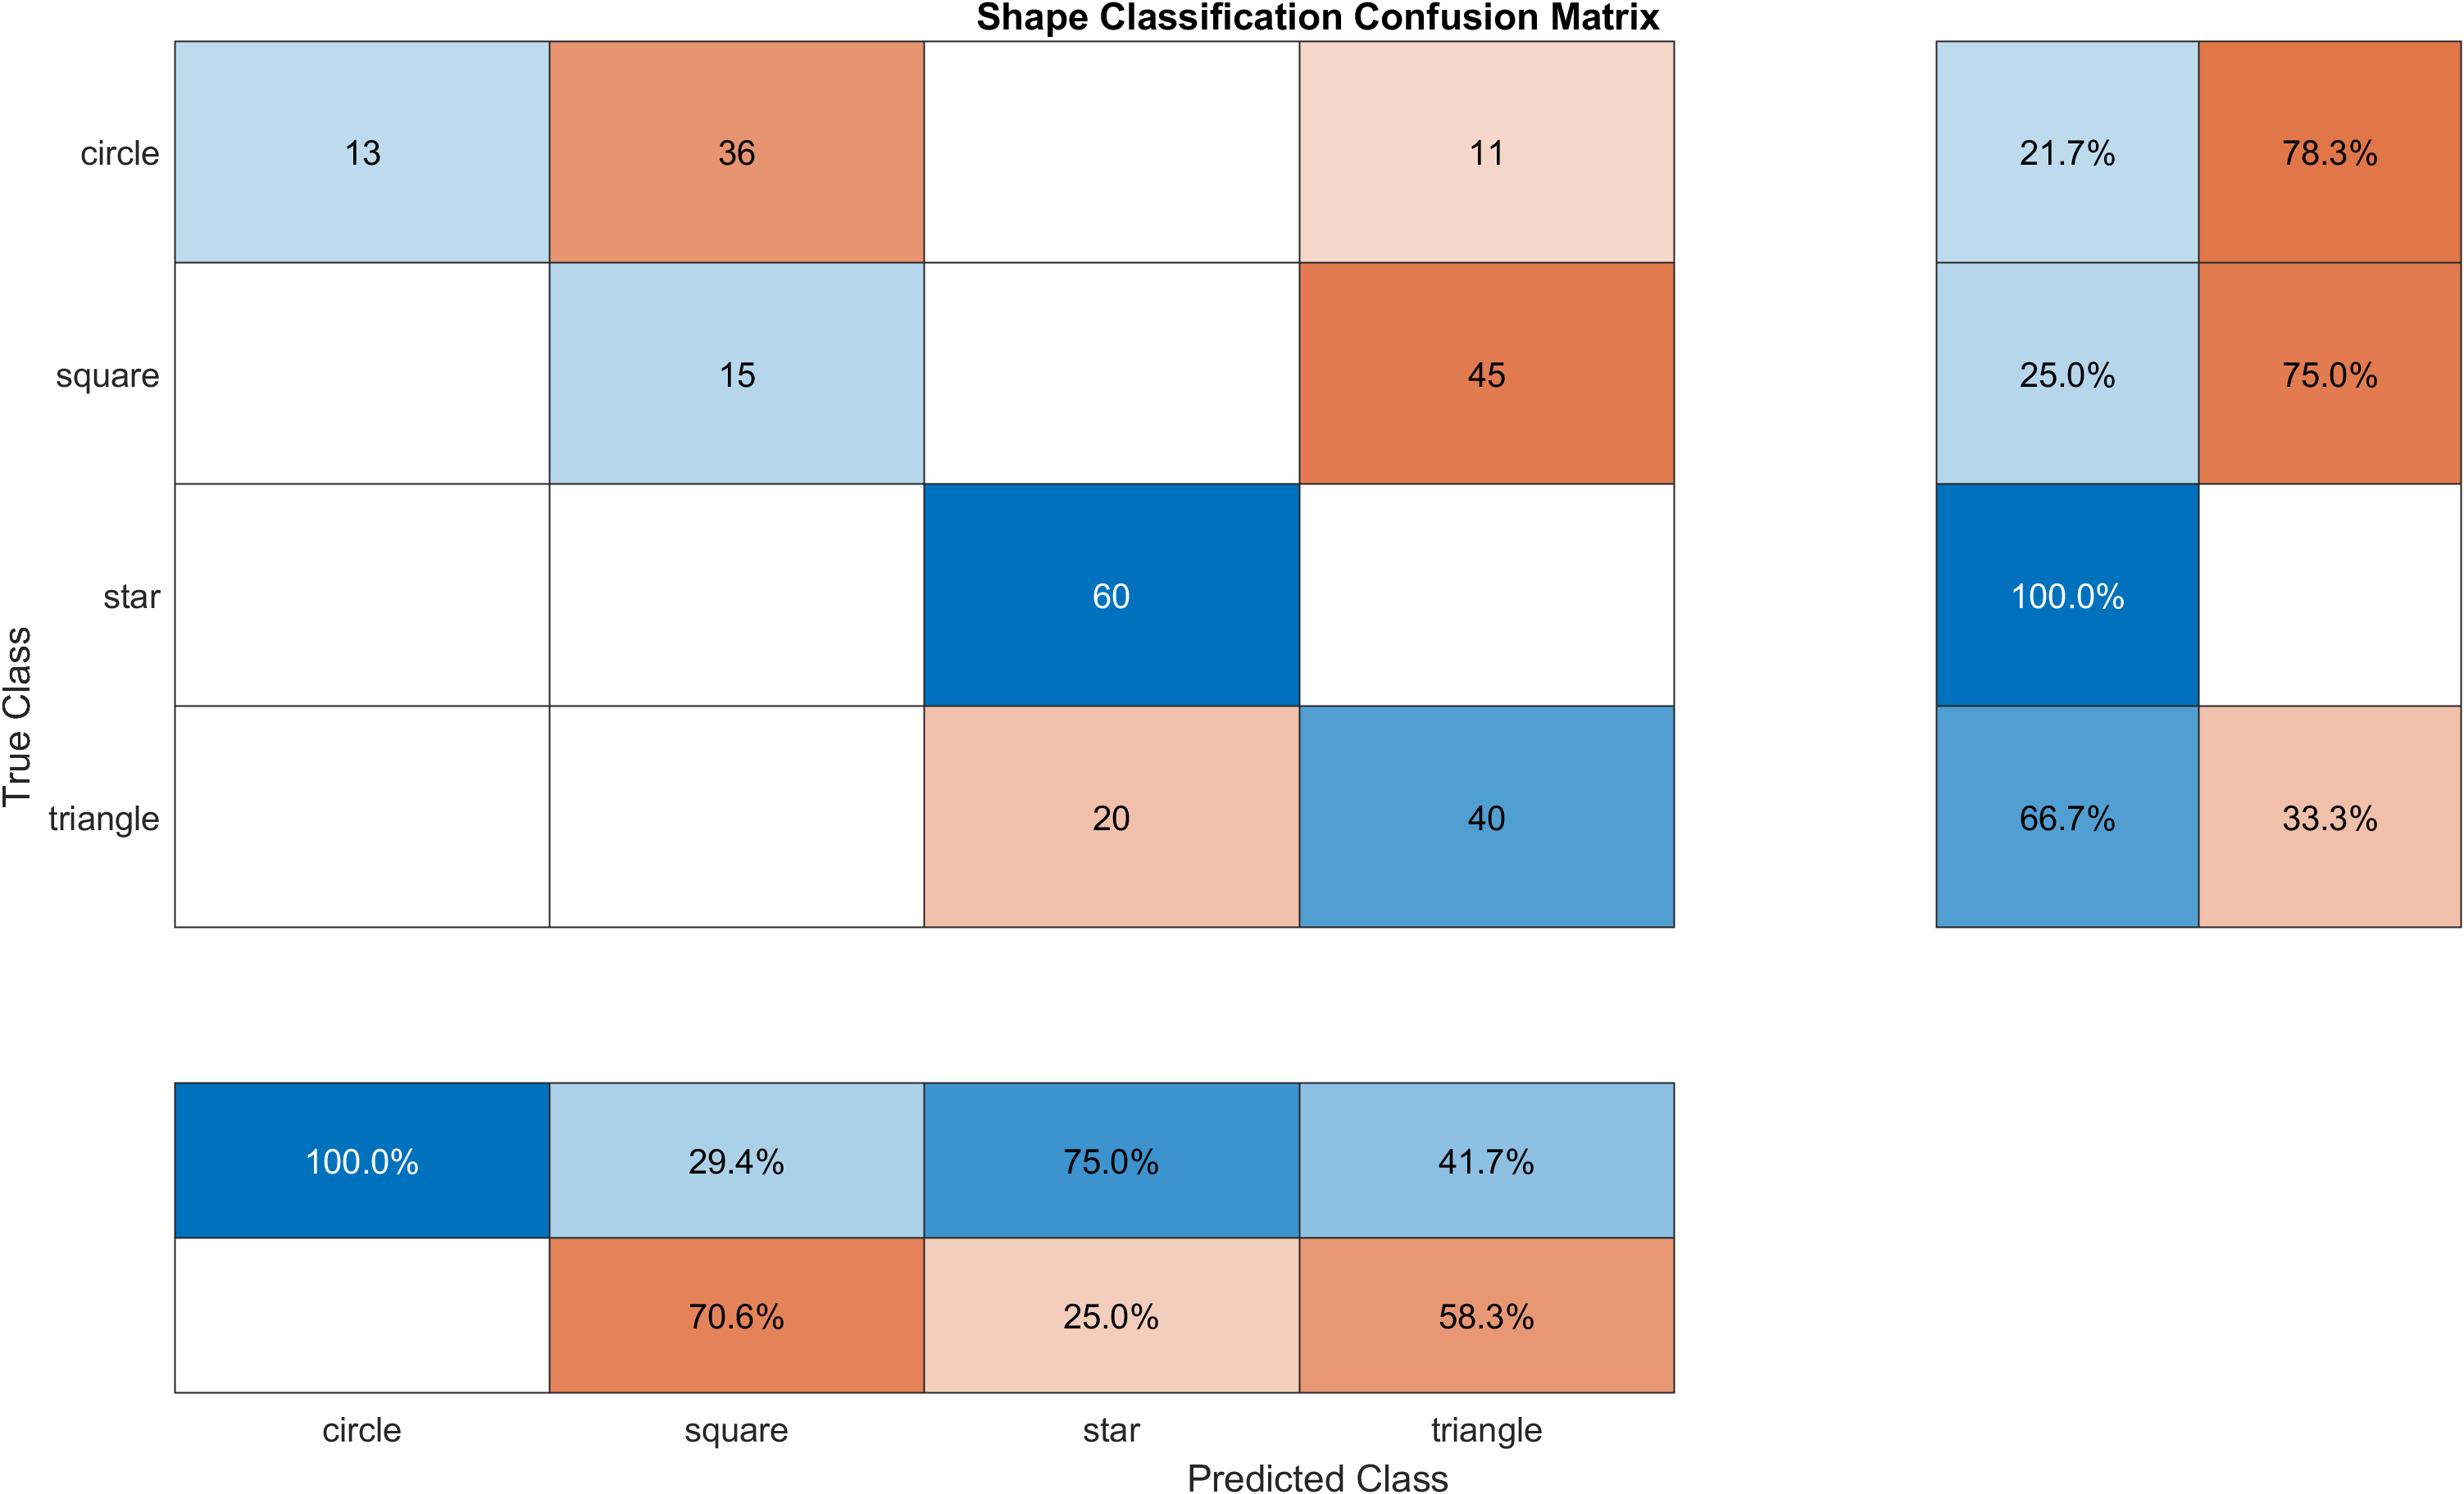 Shape Classification Confusion Matrix
circle 13 36 11 21.7% 78.3%
square 15 45 25.0% 75.0%
star 60 100.0%
triangle 20 40 66.7% 33.3%
True Class
100.0% 29.4% 75.0% 41.7%
70.6% 25.0% 58.3%
circle square star triangle
Predicted Class